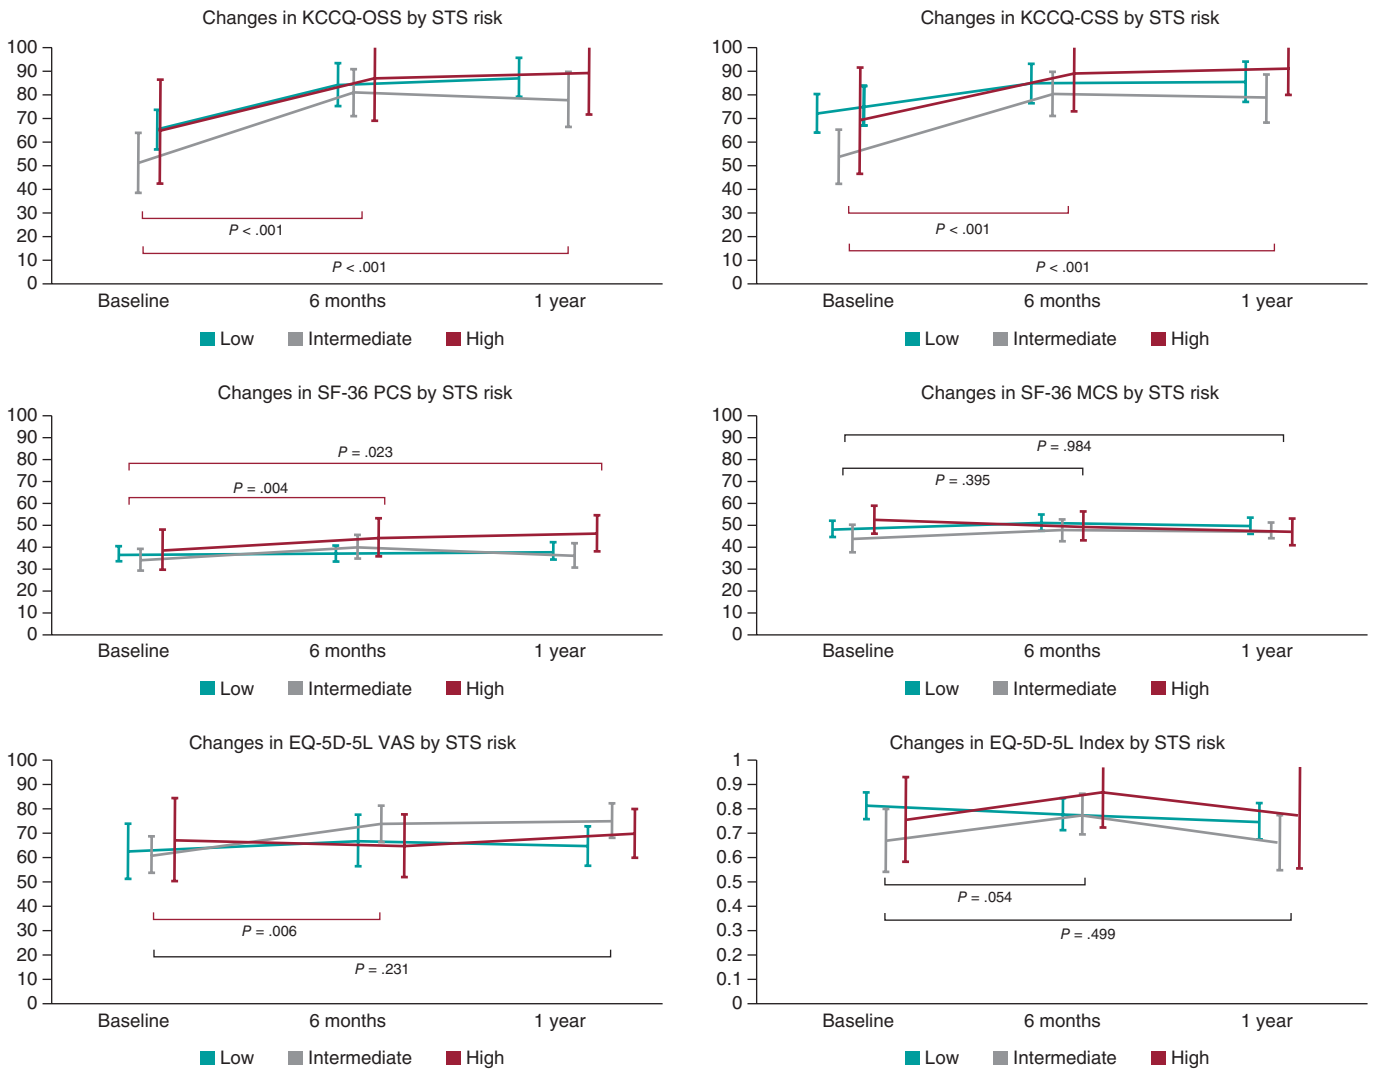 Changes in KCCQ-OSS by STS risk
100
90
80
70
60
50
40
30
20
10
0
P < .001
P < .001
Baseline 6 months 1 year
Low Intermediate High
Changes in KCCQ-CSS by STS risk
100
90
80
70
60
50
40
30
20
10
0
P < .001
P < .001
Baseline 6 months 1 year
Low Intermediate High
Changes in SF-36 PCS by STS risk
100
90
80
70
60
50
40
30
20
10
0
P = .023
P = .004
Baseline 6 months 1 year
Low Intermediate High
Changes in SF-36 MCS by STS risk
100
90
80
70
60
50
40
30
20
10
0
P = .984
P = .395
Baseline 6 months 1 year
Low Intermediate High
Changes in EQ-5D-5L VAS by STS risk
100
90
80
70
60
50
40
30
20
10
0
P = .006
P = .231
Baseline 6 months 1 year
Low Intermediate High
Changes in EQ-5D-5L Index by STS risk
1
0.9
0.8
0.7
0.6
0.5
0.4
0.3
0.2
0.1
0
P = .054
P = .499
Baseline 6 months 1 year
Low Intermediate High